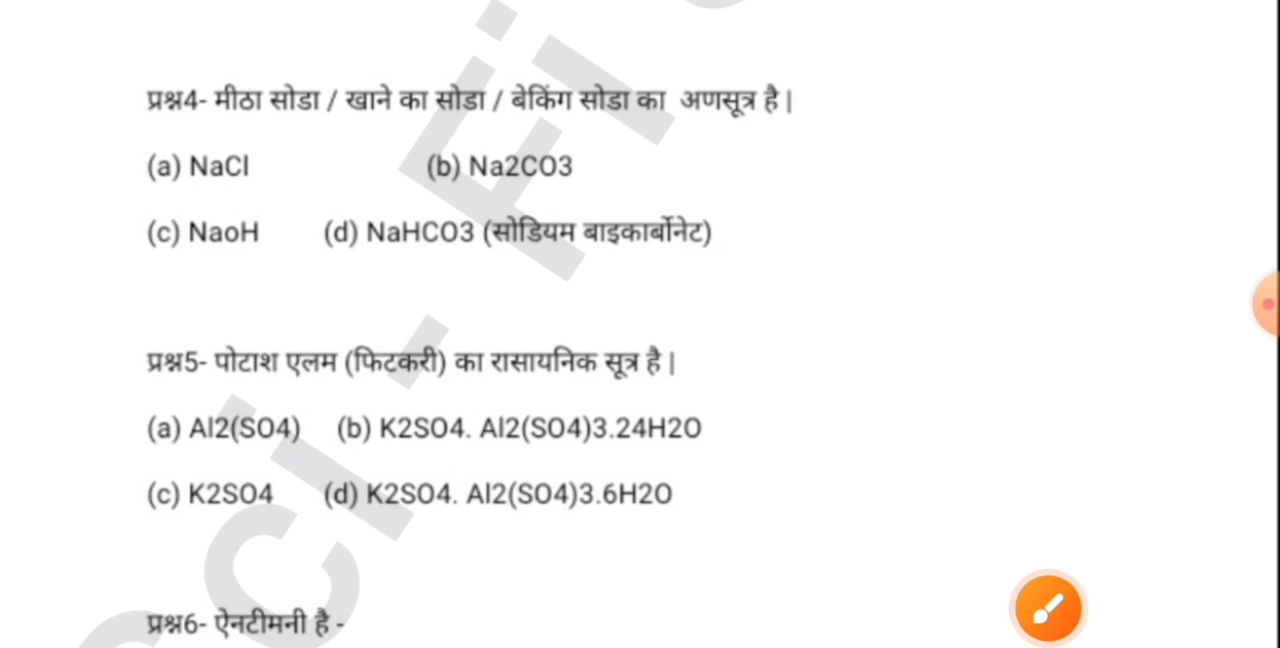 प्रश्न4- मीठा सोडा / खाने का सोडा / बेकिंग सोडा का अणसूत्र है |
(a) NaCl (b) Na2CO3
(c) NaoH (d) NaHCO3 (सोडियम बाइकार्बोनेट)
प्रश्न5- पोटाश एलम (फिटकरी) का रासायनिक सूत्र है |
(a) Al2(SO4) (b) K2SO4. Al2(SO4)3.24H2O
(c) K2SO4 (d) K2SO4. Al2(SO4)3.6H2O
प्रश्न6- ऐनटीमनी है -